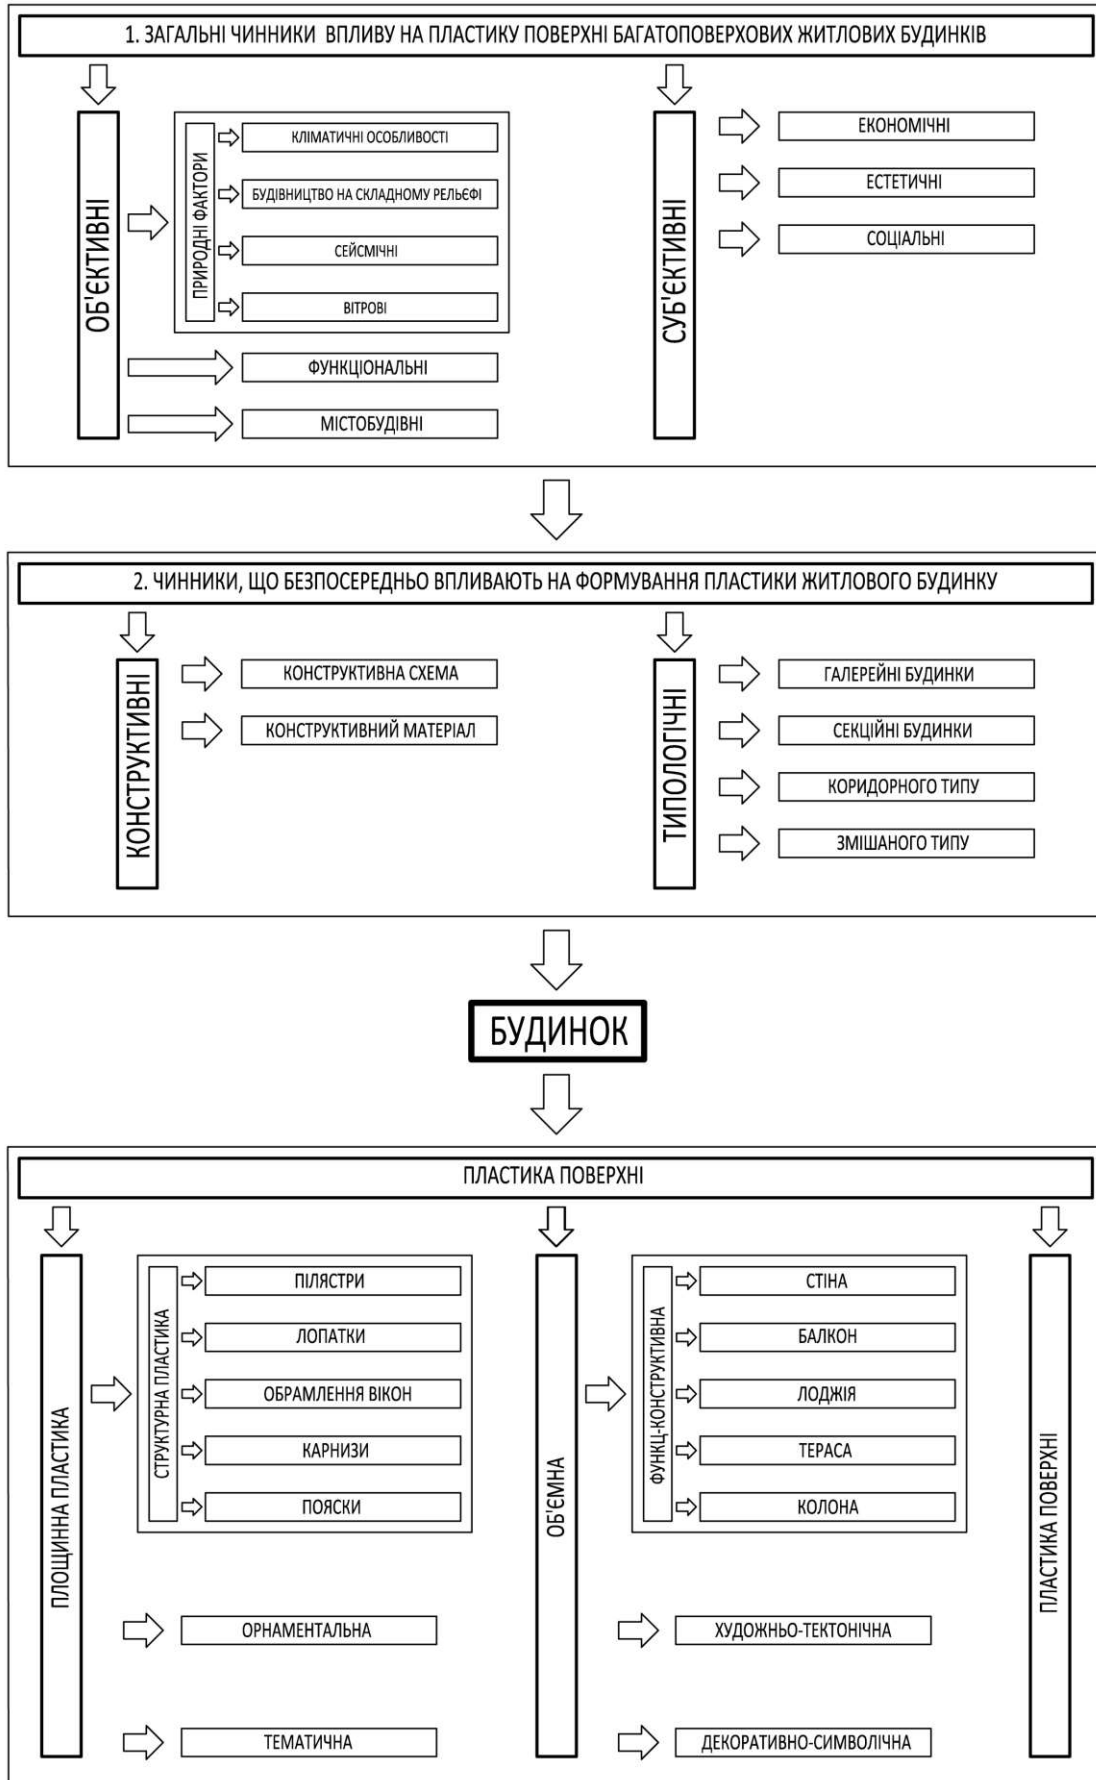 1. ЗАГАЛЬНІ ЧИННИКИ ВПЛИВУ НА ПЛАСТИКУ ПОВЕРХНІ БАГАТОПОВЕРХОВИХ ЖИТЛОВИХ БУДИНКІВ
ОБ'ЄКТИВНІ
ПРИРОДНІ ФАКТОРИ
КЛІМАТИЧНІ ОСОБЛИВОСТІ
БУДІВНИЦТВО НА СКЛАДНОМУ РЕЛЬЄФІ
СЕЙСМІЧНІ
ВІТРОВІ
ФУНКЦІОНАЛЬНІ
МІСТОБУДІВНІ
СУБ'ЄКТИВНІ
ЕКОНОМІЧНІ
ЕСТЕТИЧНІ
СОЦІАЛЬНІ
2. ЧИННИКИ, ЩО БЕЗПОСЕРЕДНЬО ВПЛИВАЮТЬ НА ФОРМУВАННЯ ПЛАСТИКИ ЖИТЛОВОГО БУДИНКУ
КОНСТРУКТИВНІ
КОНСТРУКТИВНА СХЕМА
КОНСТРУКТИВНИЙ МАТЕРІАЛ
ТИПОЛОГІЧНІ
ГАЛЕРЕЙНІ БУДИНКИ
СЕКЦІЙНІ БУДИНКИ
КОРИДОРНОГО ТИПУ
ЗМІШАНОГО ТИПУ
БУДИНОК
ПЛАСТИКА ПОВЕРХНІ
ПЛОЩИННА ПЛАСТИКА
СТРУКТУРНА ПЛАСТИКА
ПІЛЯСТРИ
ЛОПАТКИ
ОБРАМЛЕННЯ ВІКОН
КАРНИЗИ
ПОЯСКИ
ОРНАМЕНТАЛЬНА
ТЕМАТИЧНА
ОБ'ЄМНА
ФУНКЦ-КОНСТРУКТИВНА
СТІНА
БАЛКОН
ЛОДЖІЯ
ТЕРАСА
КОЛОНА
ХУДОЖНЬО-ТЕКТОНІЧНА
ДЕКОРАТИВНО-СИМВОЛІЧНА
ПЛАСТИКА ПОВЕРХНІ